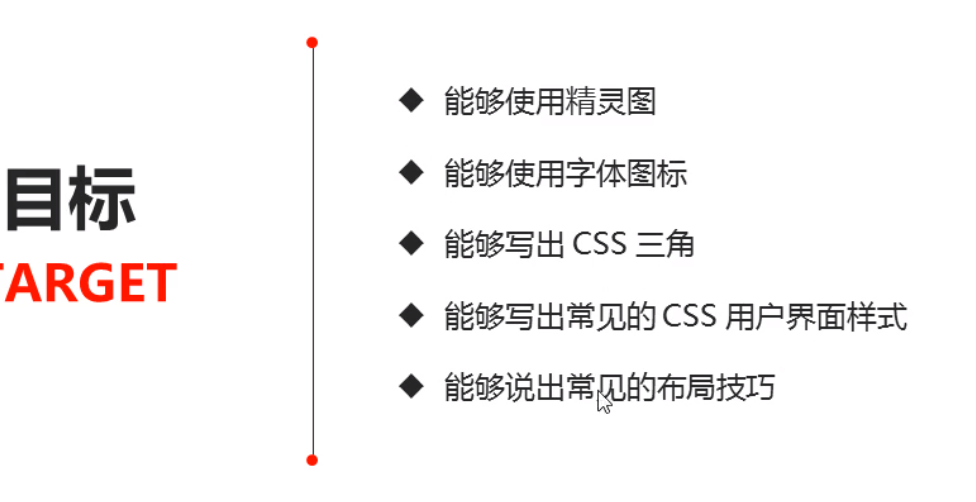 目标
TARGET
◆ 能够使用精灵图
◆ 能够使用字体图标
◆ 能够写出 CSS 三角
◆ 能够写出常见的 CSS 用户界面样式
◆ 能够说出常见的布局技巧